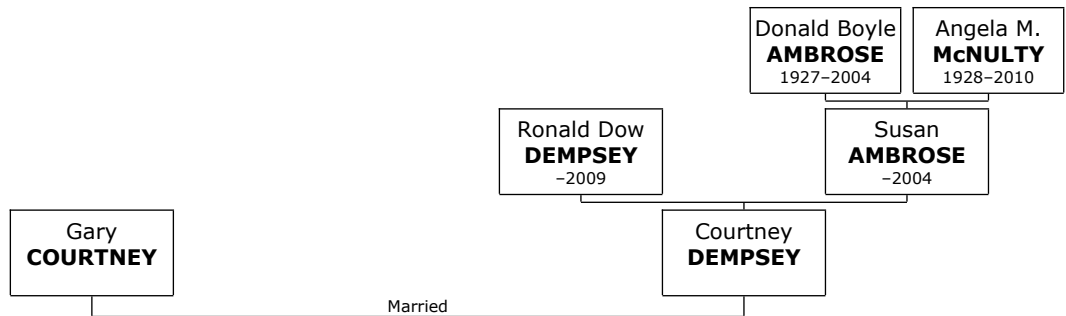 Donald Boyle
AMBROSE
1927–2004
Angela M.
McNULTY
1928–2010
Ronald Dow
DEMPSEY
–2009
Susan
AMBROSE
–2004
Gary
COURTNEY
Courtney
DEMPSEY
Married